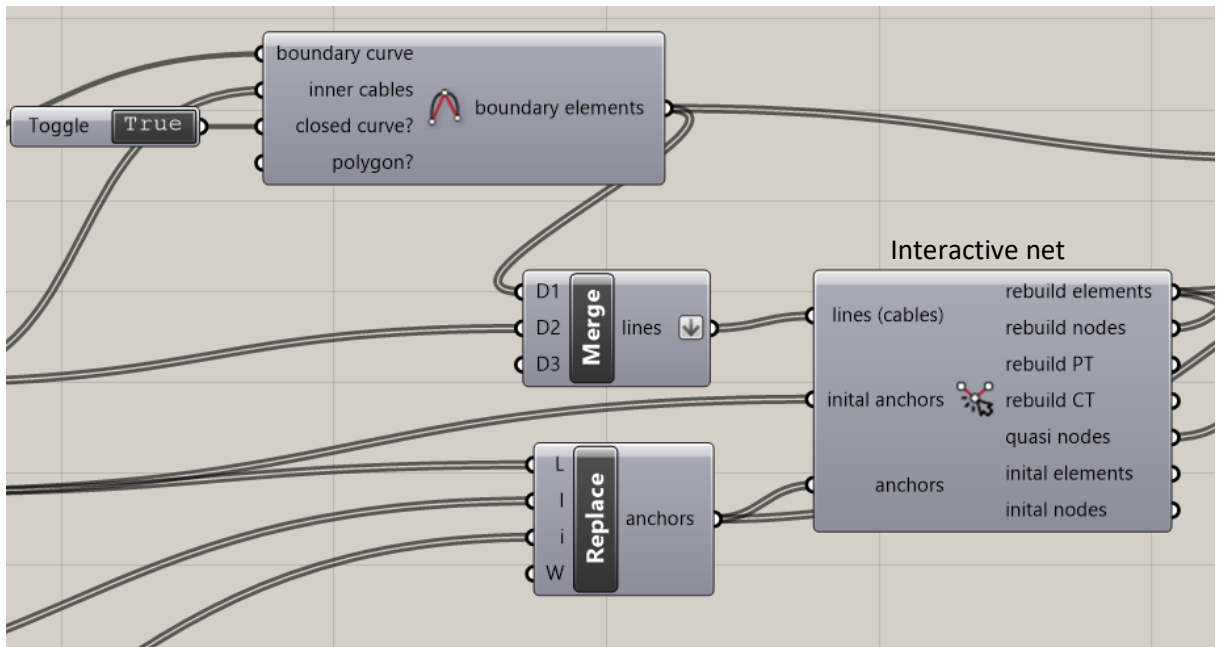 boundary curve
inner cables
closed curve?
polygon?
boundary elements
Toggle True
Interactive net
D1
D2
D3
Merge
lines
lines (cables)
inital anchors
anchors
rebuild elements
rebuild nodes
rebuild PT
rebuild CT
quasi nodes
inital elements
inital nodes
L
I
i
W
Replace
anchors